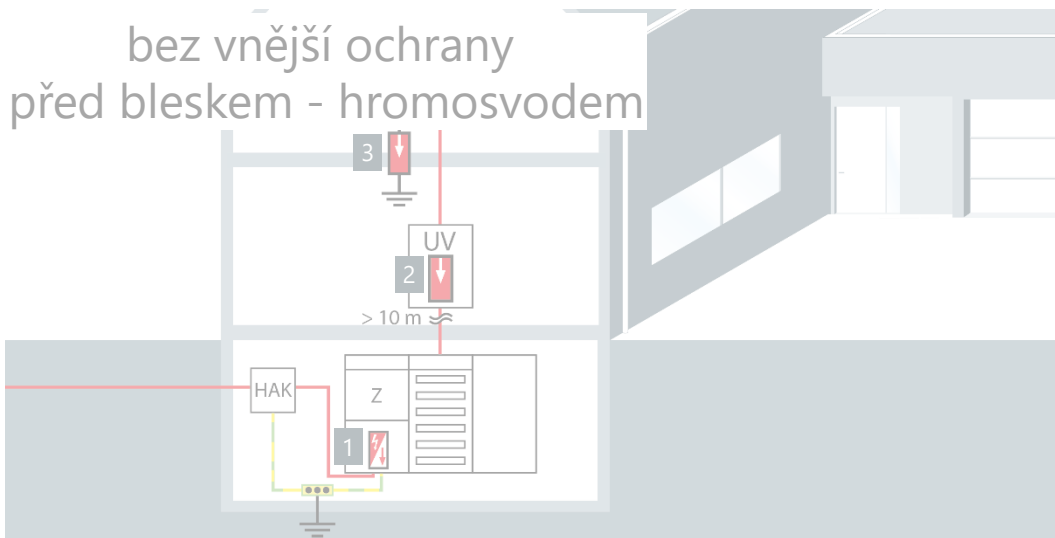 bez vnější ochrany
před bleskem - hromosvodem
3
UV
2
> 10 m
HAK
Z
1